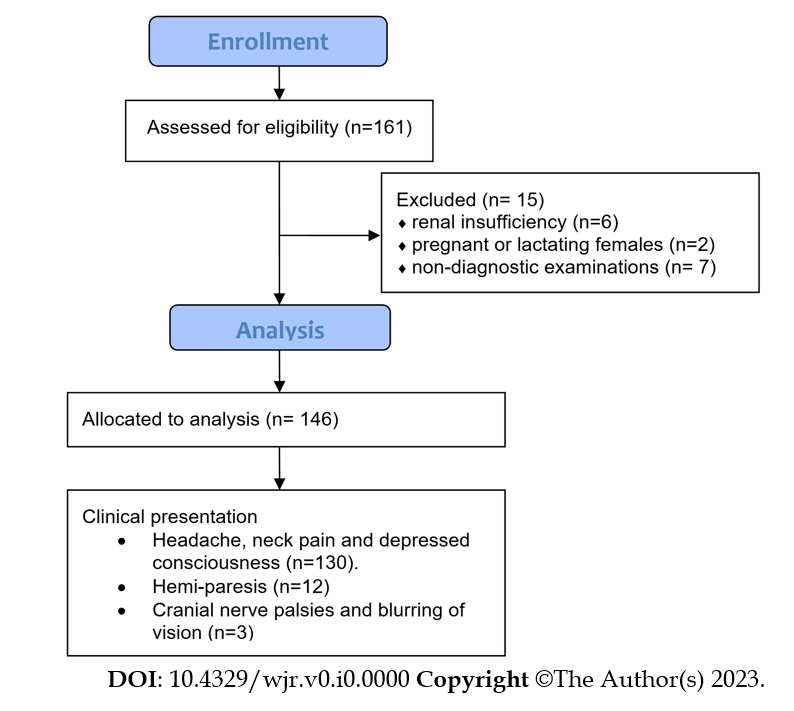 Enrollment
Assessed for eligibility (n=161)
Excluded (n= 15)
♦ renal insufficiency (n=6)
♦ pregnant or lactating females (n=2)
♦ non-diagnostic examinations (n= 7)
Analysis
Allocated to analysis (n= 146)
Clinical presentation
• Headache, neck pain and depressed
consciousness (n=130).
• Hemi-paresis (n=12)
• Cranial nerve palsies and blurring of
vision (n=3)
DOI: 10.4329/wjr.v0.i0.0000 Copyright ©The Author(s) 2023.